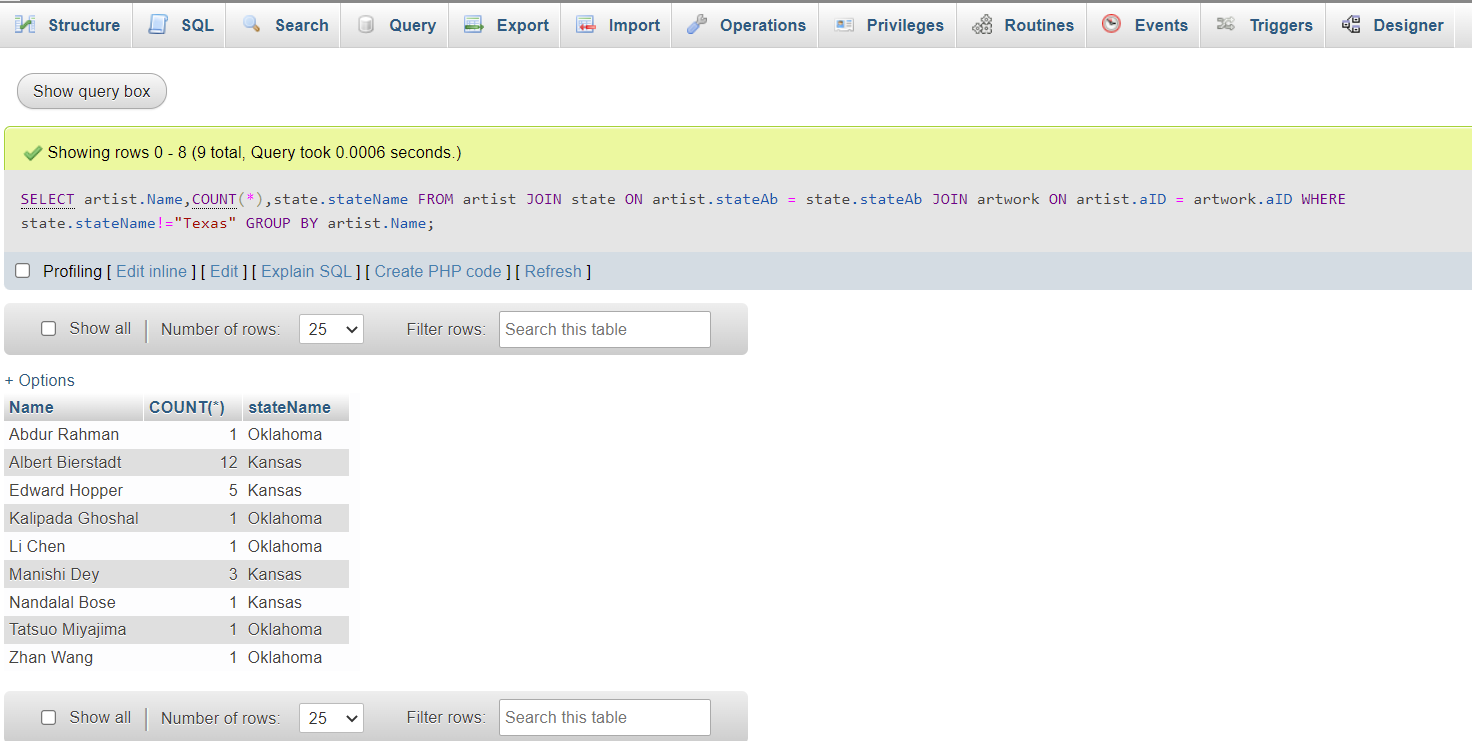 Structure SQL Search Query Export Import Operations Privileges Routines Events Triggers Designer
Show query box
Showing rows 0 - 8 (9 total, Query took 0.0006 seconds.)
SELECT artist.Name,COUNT(*),state.stateName FROM artist JOIN state ON artist.stateAb = state.stateAb JOIN artwork ON artist.aID = artwork.aID WHERE
state.stateName!="Texas" GROUP BY artist.Name;
Profiling [ Edit inline ] [ Edit ] [ Explain SQL ] [ Create PHP code ] [ Refresh ]
Show all | Number of rows: 25 Filter rows: Search this table
+ Options
Name COUNT(*) stateName
Abdur Rahman 1 Oklahoma
Albert Bierstadt 12 Kansas
Edward Hopper 5 Kansas
Kalipada Ghoshal 1 Oklahoma
Li Chen 1 Oklahoma
Manishi Dey 3 Kansas
Nandalal Bose 1 Kansas
Tatsuo Miyajima 1 Oklahoma
Zhan Wang 1 Oklahoma
Show all | Number of rows: 25 Filter rows: Search this table